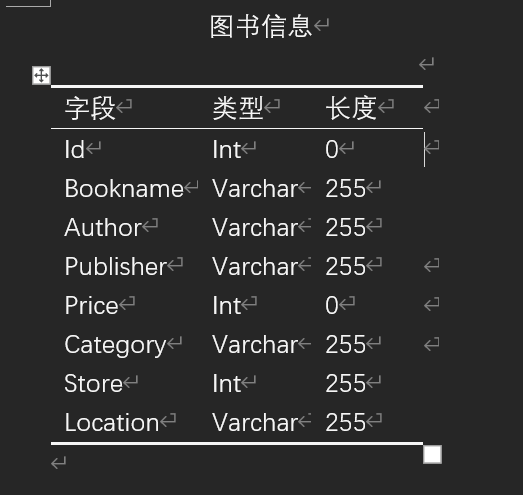 图书信息
字段 类型 长度
Id Int 0
Bookname Varchar 255
Author Varchar 255
Publisher Varchar 255
Price Int 0
Category Varchar 255
Store Int 255
Location Varchar 255